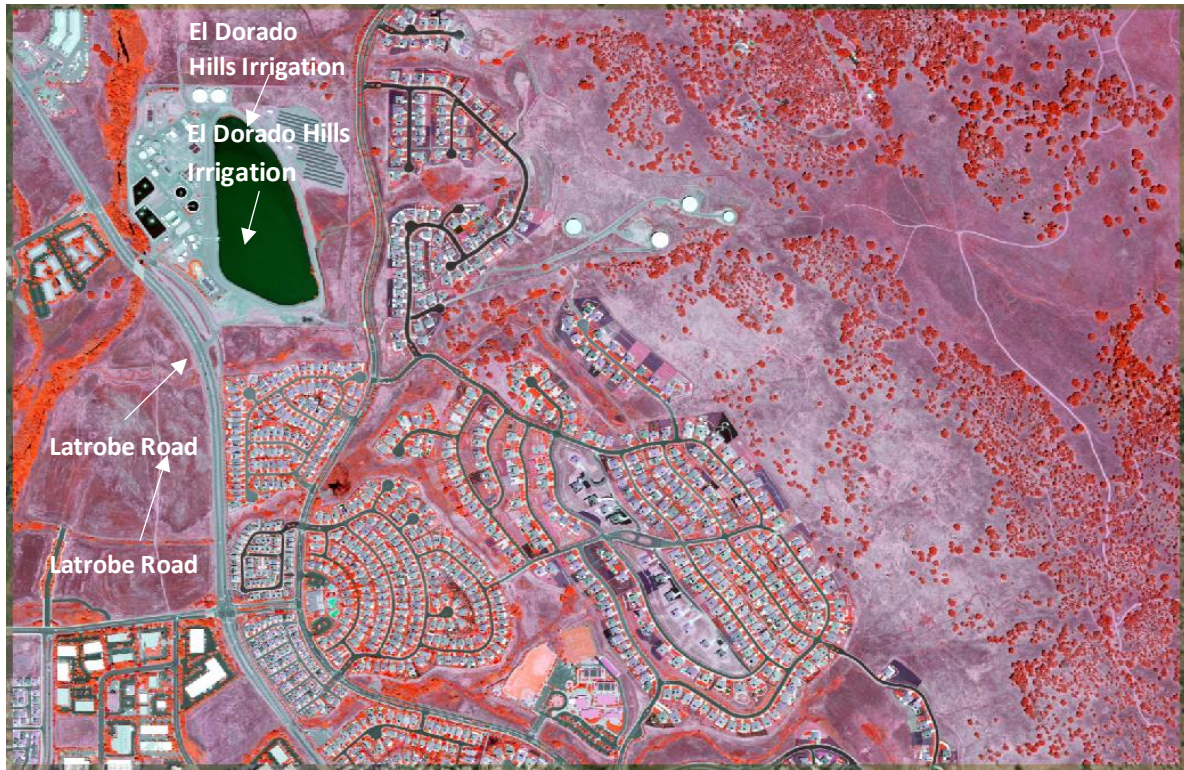 El Dorado
Hills Irrigation
El Dorado Hills
Irrigation
Latrobe Road
Latrobe Road